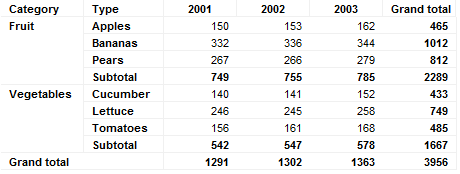 Category Type 2001 2002 2003 Grand total
Fruit Apples 150 153 162 465
Bananas 332 336 344 1012
Pears 267 266 279 812
Subtotal 749 755 785 2289
Vegetables Cucumber 140 141 152 433
Lettuce 246 245 258 749
Tomatoes 156 161 168 485
Subtotal 542 547 578 1667
Grand total 1291 1302 1363 3956